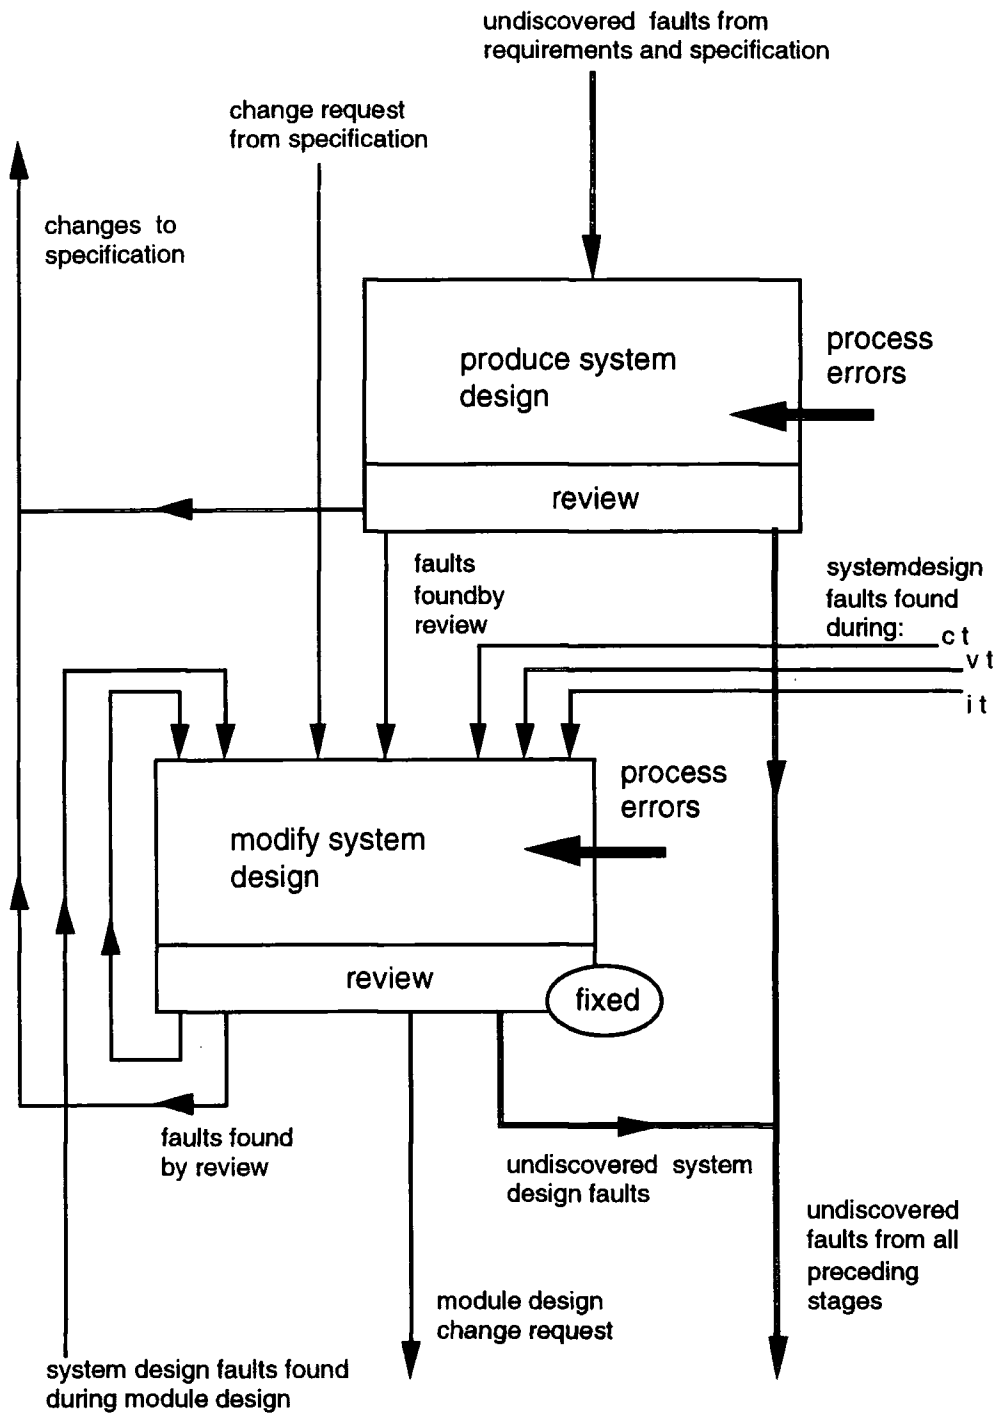 undiscovered faults from
requirements and specification
change request
from specification
changes to
specification
produce system
design
process
errors
review
faults
foundby
review
systemdesign
faults found
during:
c t
v t
i t
process
errors
modify system
design
review
fixed
faults found
by review
undiscovered system
design faults
undiscovered
faults from all
preceding
stages
module design
change request
system design faults found
during module design